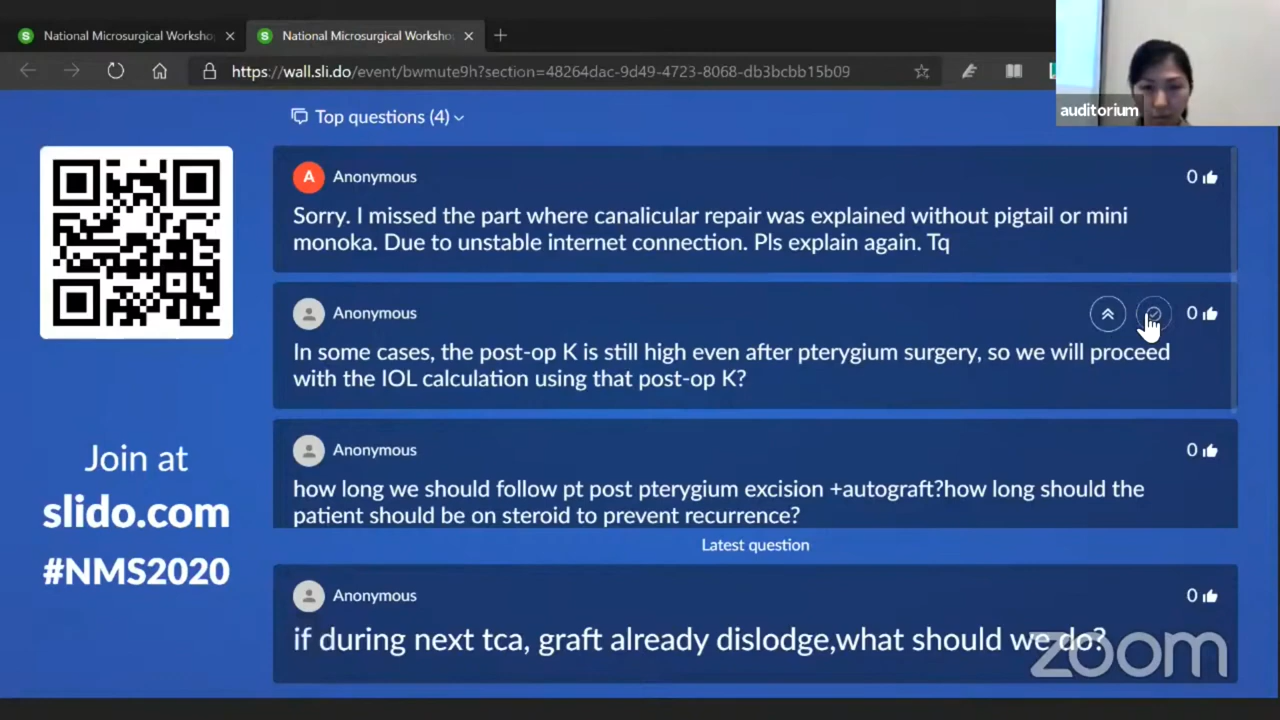 National Microsurgical Worksho
National Microsurgical Worksho
https://wall.sli.do/event/bwmute9h?section=48264dac-9d49-4723-8068-db3bcbb15b09
auditorium
Top questions (4)
A Anonymous 0
Sorry. I missed the part where canalicular repair was explained without pigtail or mini
monoka. Due to unstable internet connection. Pls explain again. Tq
Anonymous 0
In some cases, the post-op K is still high even after pterygium surgery, so we will proceed
with the IOL calculation using that post-op K?
Anonymous 0
how long we should follow pt post pterygium excision +autograft?how long should the
patient should be on steroid to prevent recurrence?
Join at
slido.com
#NMS2020
Latest question
Anonymous 0
if during next tca, graft already dislodge,what should we do?
zoom